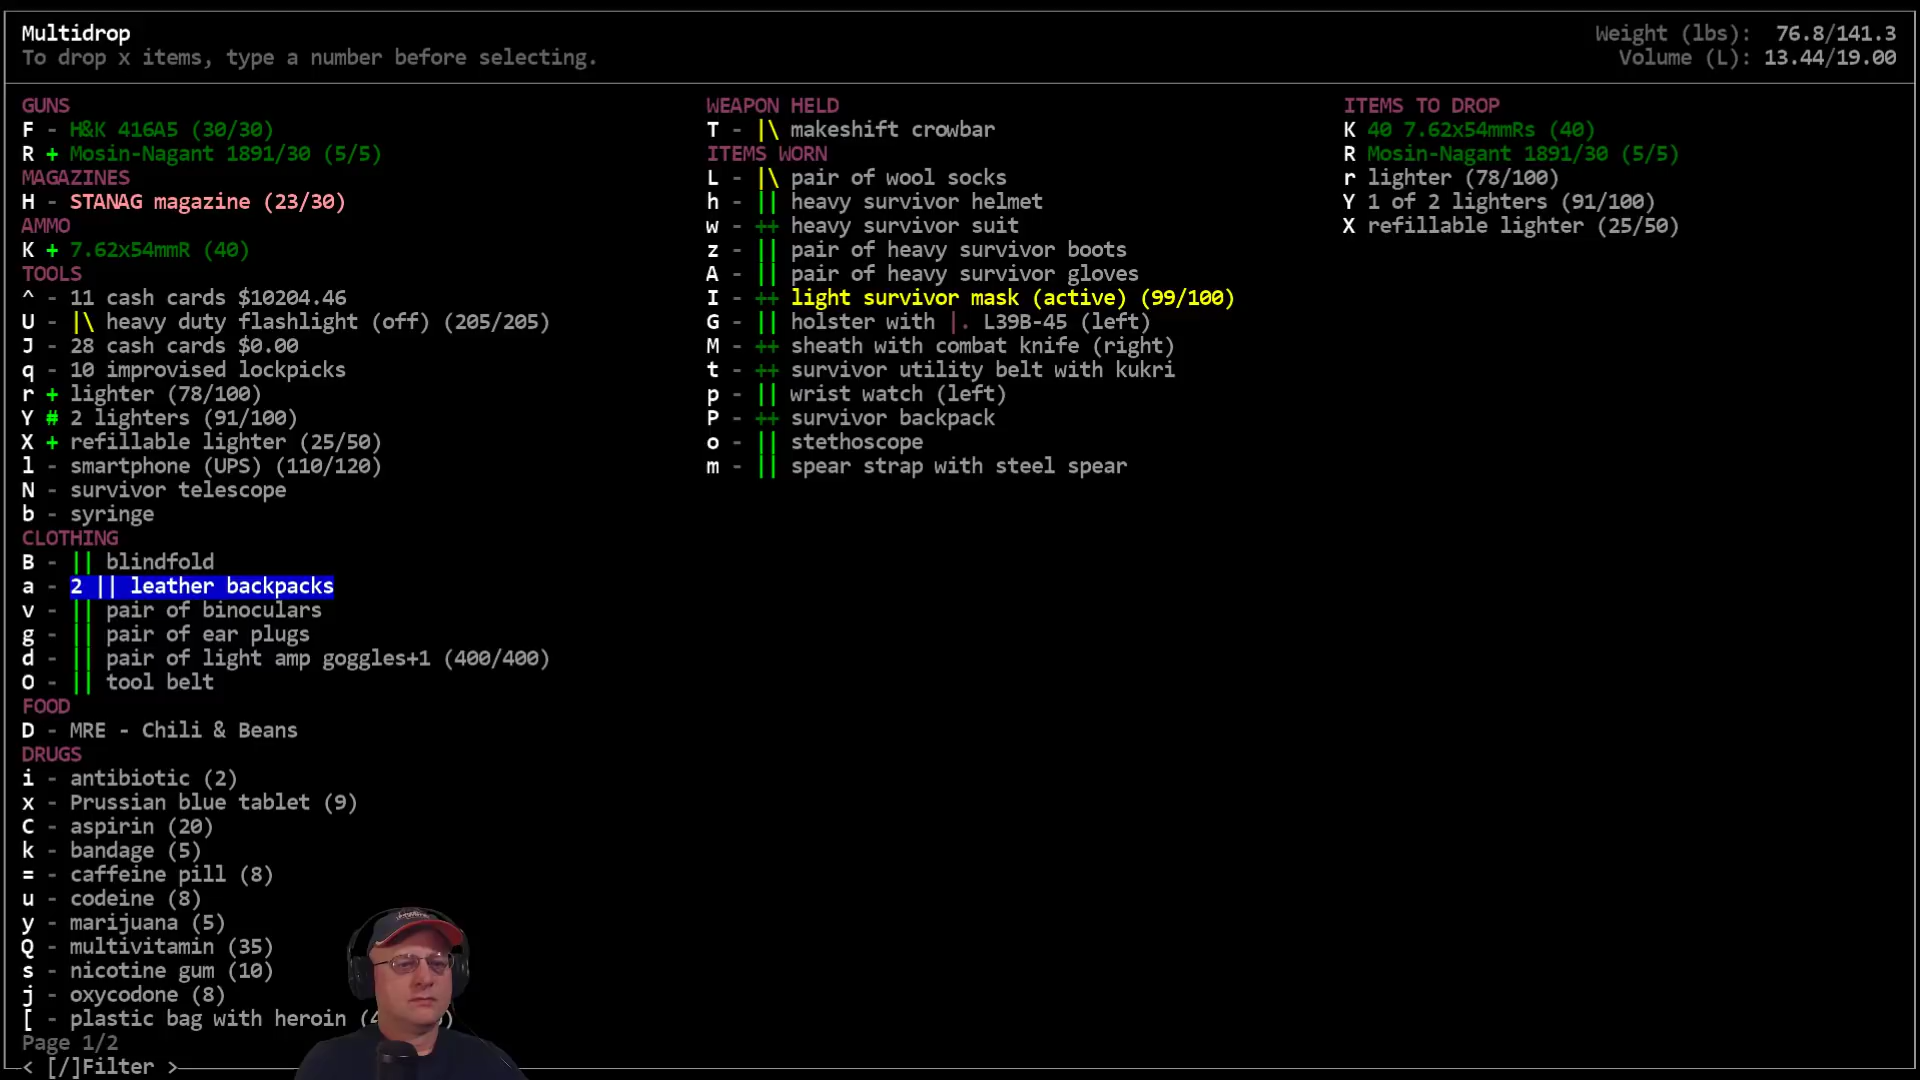 Multidrop
To drop x items, type a number before selecting.
Weight (lbs): 76.8/141.3
Volume (L): 13.44/19.00
GUNS
F - H&K 416A5 (30/30)
R + Mosin-Nagant 1891/30 (5/5)
MAGAZINES
H - STANAG magazine (23/30)
AMMO
K + 7.62x54mmR (40)
TOOLS
^ - 11 cash cards $10204.46
U - |\ heavy duty flashlight (off) (205/205)
J - 28 cash cards $0.00
q - 10 improvised lockpicks
r + lighter (78/100)
Y # 2 lighters (91/100)
X + refillable lighter (25/50)
l - smartphone (UPS) (110/120)
N - survivor telescope
b - syringe
CLOTHING
B - || blindfold
a - 2 || leather backpacks
v - || pair of binoculars
g - || pair of ear plugs
d - || pair of light amp goggles+1 (400/400)
O - || tool belt
FOOD
D - MRE - Chili & Beans
DRUGS
i - antibiotic (2)
x - Prussian blue tablet (9)
C - aspirin (20)
k - bandage (5)
= - caffeine pill (8)
u - codeine (8)
y - marijuana (5)
Q - multivitamin (35)
s - nicotine gum (10)
j - oxycodone (8)
[ - plastic bag with heroin
Page 1/2
< [/]Filter >
WEAPON HELD
T - |\ makeshift crowbar
ITEMS WORN
L - |\ pair of wool socks
h - || heavy survivor helmet
w - ++ heavy survivor suit
z - || pair of heavy survivor boots
A - || pair of heavy survivor gloves
I - ++ light survivor mask (active) (99/100)
G - || holster with |. L39B-45 (left)
M - ++ sheath with combat knife (right)
t - ++ survivor utility belt with kukri
p - || wrist watch (left)
P - ++ survivor backpack
o - || stethoscope
m - || spear strap with steel spear
ITEMS TO DROP
K 40 7.62x54mmRs (40)
R Mosin-Nagant 1891/30 (5/5)
r lighter (78/100)
Y 1 of 2 lighters (91/100)
X refillable lighter (25/50)